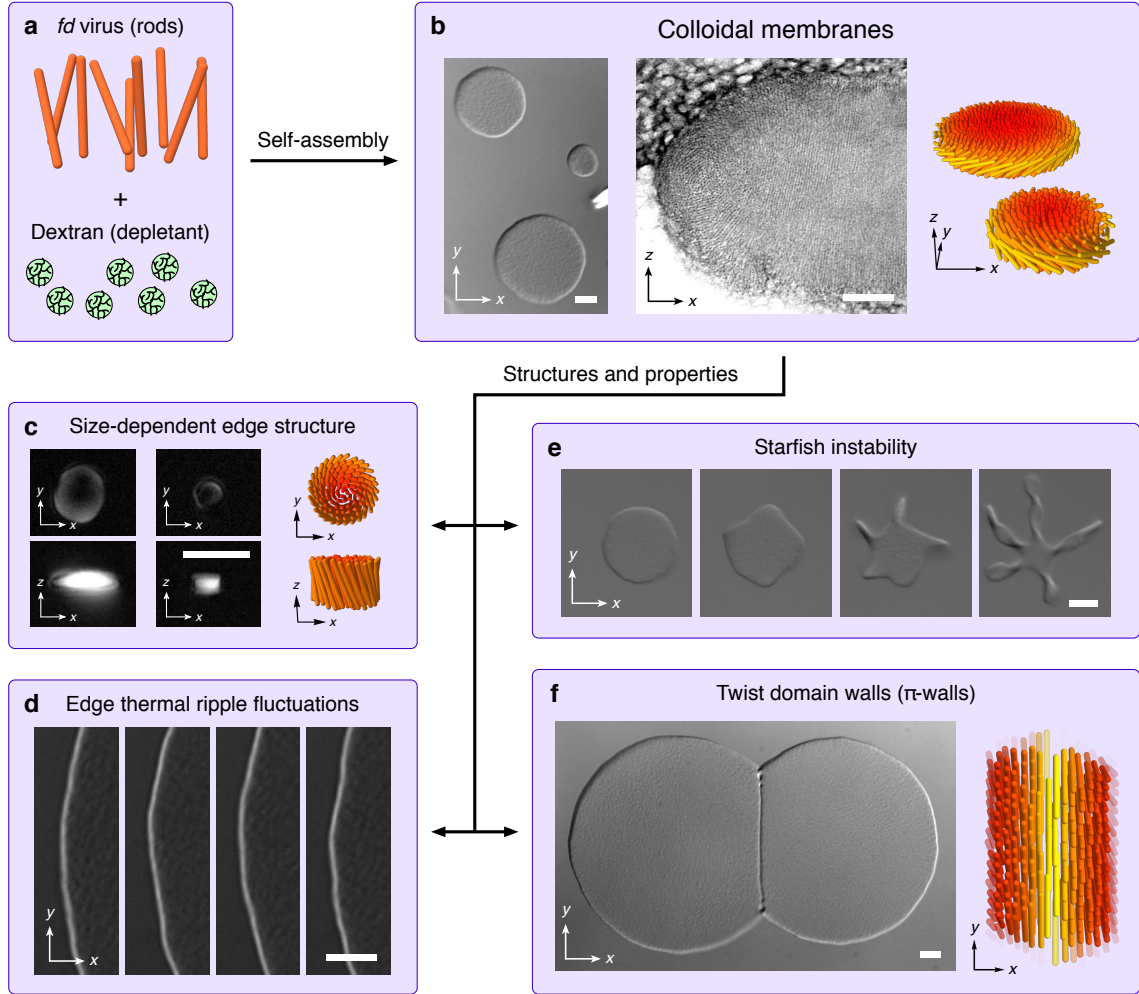 a
fd virus (rods)
+
Dextran (depletant)
Self-assembly
b
Colloidal membranes
y
x
z
x
z
y
x
Structures and properties
c
Size-dependent edge structure
y
x
y
x
y
x
z
x
z
x
z
x
d
Edge thermal ripple fluctuations
y
x
e
Starfish instability
y
x
f
Twist domain walls (π-walls)
y
x
y
x